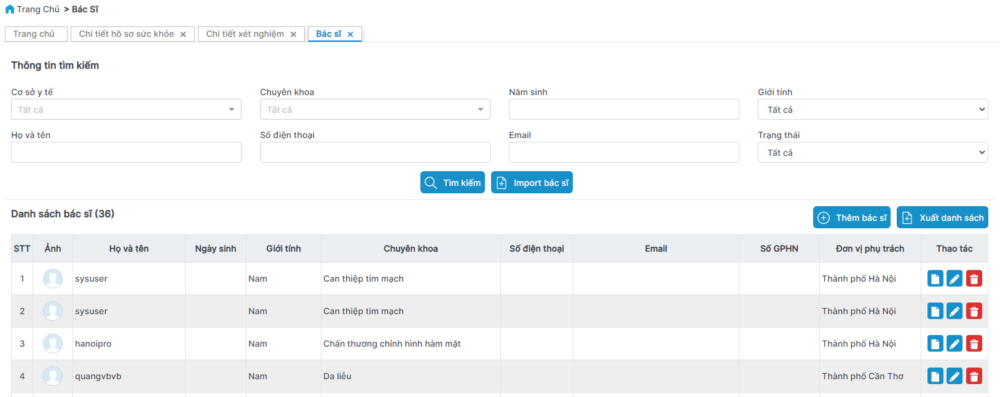 Trang Chủ > Bác Sĩ
Trang chủ Chi tiết hồ sơ sức khỏe × Chi tiết xét nghiệm × Bác sĩ ×
Thông tin tìm kiếm
Cơ sở y tế Chuyên khoa Năm sinh Giới tính
Tất cả Tất cả Tất cả
Họ và tên Số điện thoại Email Trạng thái
Tất cả
Tìm kiếm Import bác sĩ
Danh sách bác sĩ (36) Thêm bác sĩ Xuất danh sách
STT Ảnh Họ và tên Ngày sinh Giới tính Chuyên khoa Số điện thoại Email Số GPHN Đơn vị phụ trách Thao tác
1 sysuser Nam Can thiệp tim mạch Thành phố Hà Nội
2 sysuser Nam Can thiệp tim mạch Thành phố Hà Nội
3 hanoipro Nam Chấn thương chỉnh hình hàm mặt Thành phố Hà Nội
4 quangvbvb Nam Da liễu Thành phố Cần Thơ